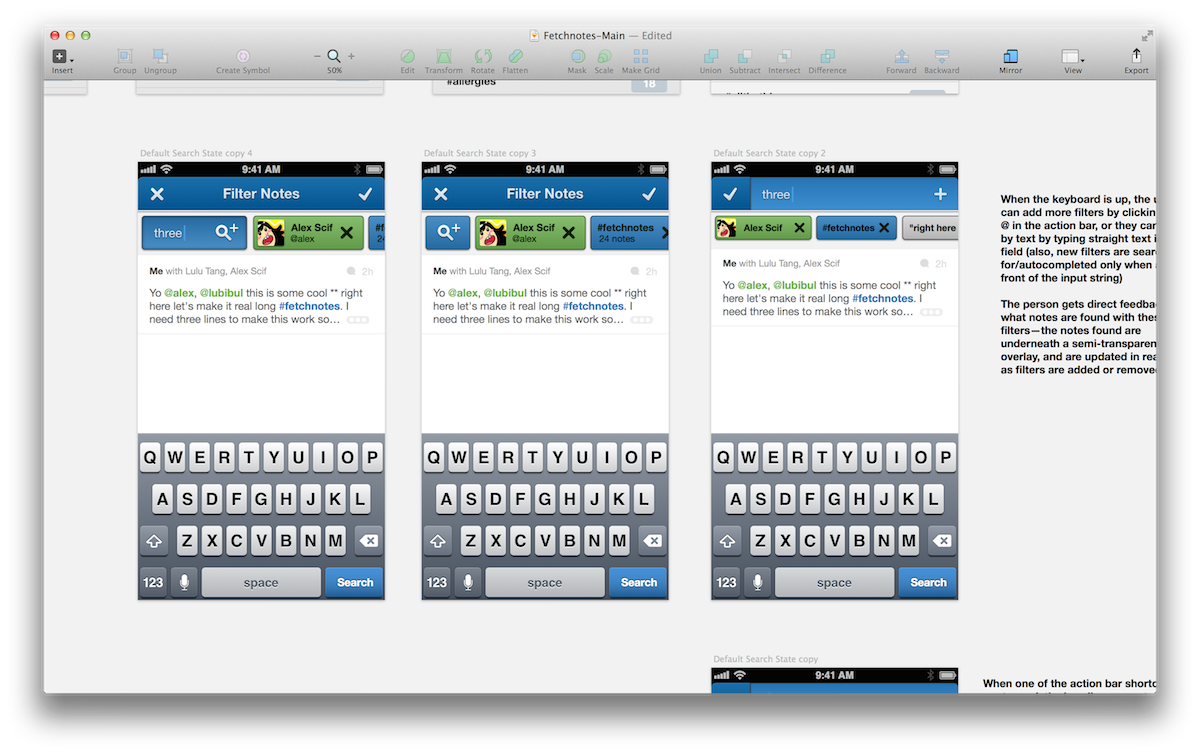 Fetchnotes-Main — Edited
Insert Group Ungroup Create Symbol 50% Edit Transform Rotate Flatten Mask Scale Make Grid Union Subtract Intersect Difference Forward Backward Mirror View Export
#allergies
18
Default Search State copy 4
9:41 AM
Filter Notes
three
Alex Scif
@alex
24
Me with Lulu Tang, Alex Scif
2h
Yo @alex, @lubibul this is some cool ** right
here let's make it real long #fetchnotes. I
need three lines to make this work so…
Q W E R T Y U I O P
A S D F G H J K L
Z X C V B N M
123 space Search
Default Search State copy 3
9:41 AM
Filter Notes
Alex Scif
@alex
#fetchnotes
24 notes
Me with Lulu Tang, Alex Scif
2h
Yo @alex, @lubibul this is some cool ** right
here let's make it real long #fetchnotes. I
need three lines to make this work so…
Q W E R T Y U I O P
A S D F G H J K L
Z X C V B N M
123 space Search
Default Search State copy 2
9:41 AM
three
Alex Scif
#fetchnotes
"right here
Me with Lulu Tang, Alex Scif
2h
Yo @alex, @lubibul this is some cool ** right
here let's make it real long #fetchnotes. I
need three lines to make this work so…
Q W E R T Y U I O P
A S D F G H J K L
Z X C V B N M
123 space Search
When the keyboard is up, the u
can add more filters by clickin
@ in the action bar, or they can
by text by typing straight text i
field (also, new filters are sear
for/autocompleted only when
front of the input string)
The person gets direct feedba
what notes are found with thes
filters—the notes found are
underneath a semi-transparen
overlay, and are updated in rea
as filters are added or remove
Default Search State copy
9:41 AM
When one of the action bar shortc